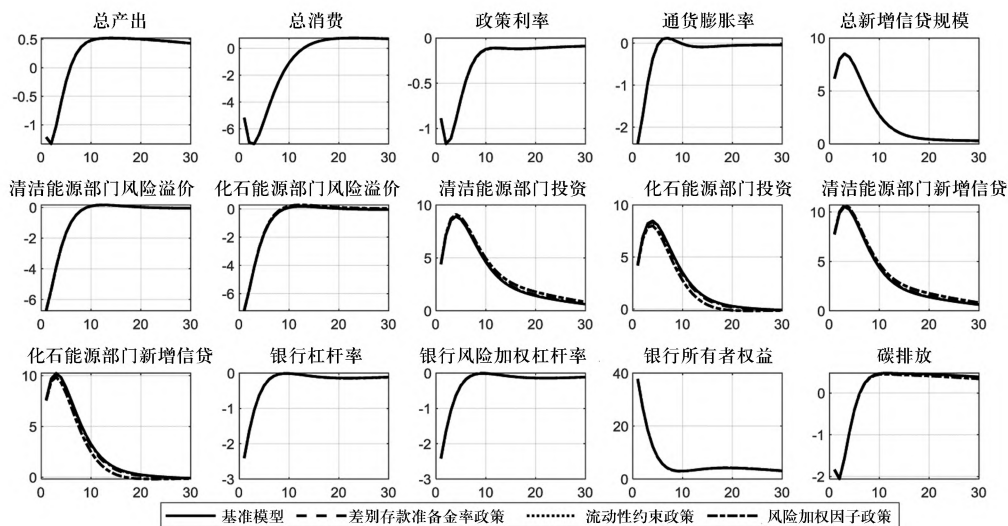 总产出 总消费 政策利率 通货膨胀率 总新增信贷规模
0.5 0 -0.5 -1 0 10 20 30
0 -2 -4 -6 0 10 20 30
0 -0.5 -1 0 10 20 30
0 -1 -2 0 10 20 30
10 5 0 0 10 20 30
清洁能源部门风险溢价 化石能源部门风险溢价 清洁能源部门投资 化石能源部门投资 清洁能源部门新增信贷
0 -2 -4 -6 0 10 20 30
0 -2 -4 -6 0 10 20 30
10 5 0 0 10 20 30
10 5 0 0 10 20 30
10 5 0 0 10 20 30
化石能源部门新增信贷 银行杠杆率 银行风险加权杠杆率 银行所有者权益 碳排放
10 5 0 0 10 20 30
0 -1 -2 -3 0 10 20 30
0 -1 -2 -3 0 10 20 30
40 20 0 0 10 20 30
0 -1 -2 0 10 20 30
基准模型 差别存款准备金率政策 流动性约束政策 风险加权因子政策